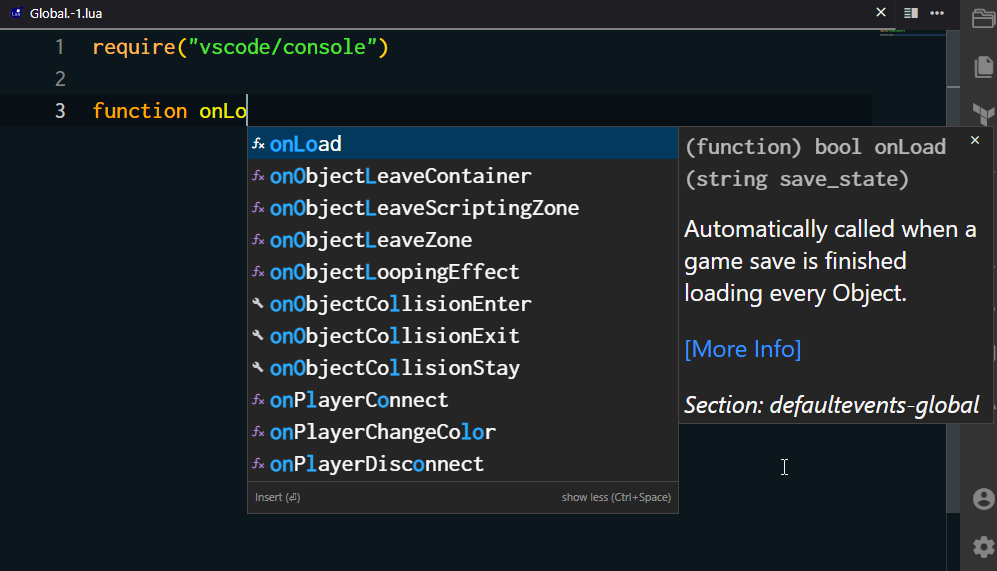 Global.-1.lua
1 require("vscode/console")
2
3 function onLo
onLoad
onObjectLeaveContainer
onObjectLeaveScriptingZone
onObjectLeaveZone
onObjectLoopingEffect
onObjectCollisionEnter
onObjectCollisionExit
onObjectCollisionStay
onPlayerConnect
onPlayerChangeColor
onPlayerDisconnect
Insert (⏎)
show less (Ctrl+Space)
(function) bool onLoad
(string save_state)
Automatically called when a
game save is finished
loading every Object.
[More Info]
Section: defaultevents-global